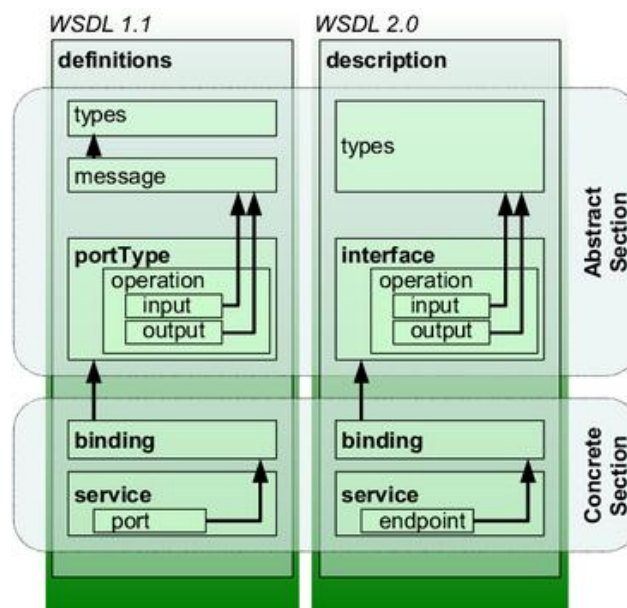 WSDL 1.1
definitions
types
message
portType
operation
input
output
binding
service
port
WSDL 2.0
description
types
interface
operation
input
output
binding
service
endpoint
Abstract
Section
Concrete
Section